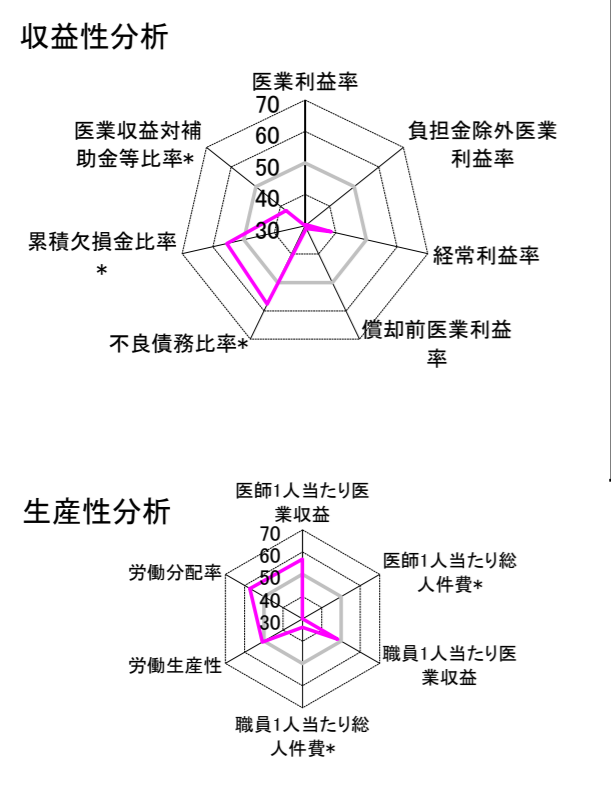 収益性分析
医業利益率
70
60
50
40
30
負担金除外医業
利益率
経常利益率
償却前医業利益
率
不良債務比率*
累積欠損金比率
*
医業収益対補
助金等比率*
生産性分析
医師1人当たり医
業収益
70
60
50
40
30
医師1人当たり総
人件費*
職員1人当たり医
業収益
職員1人当たり総
人件費*
労働生産性
労働分配率